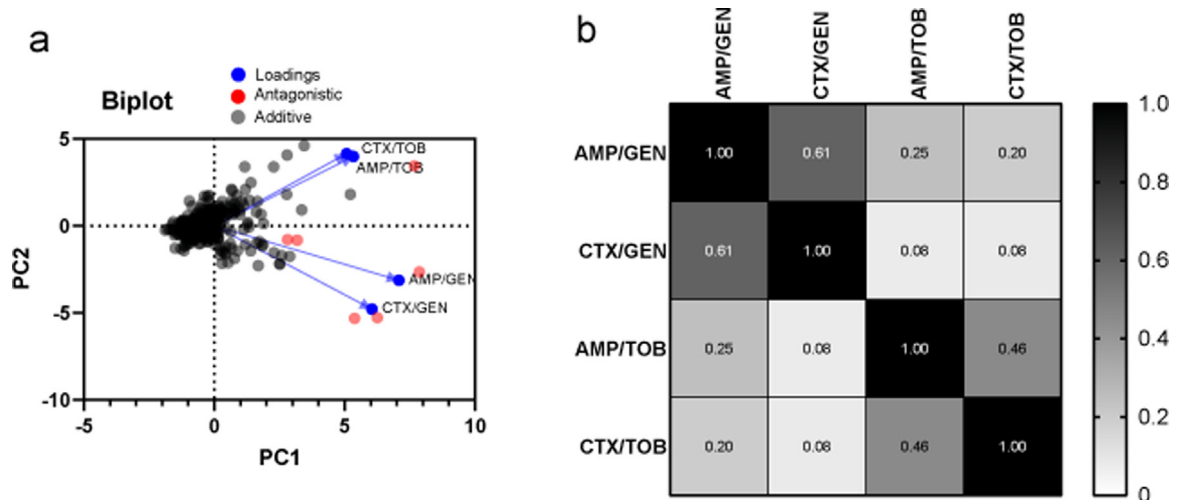 a
Loadings
Antagonistic
Additive
Biplot
5
0
-5
-10
PC2
-5
0
5
10
PC1
CTX/TOB
AMP/TOB
AMP/GEN
CTX/GEN
b
AMP/GEN
CTX/GEN
AMP/TOB
CTX/TOB
AMP/GEN 1.00 0.61 0.25 0.20
CTX/GEN 0.61 1.00 0.08 0.08
AMP/TOB 0.25 0.08 1.00 0.46
CTX/TOB 0.20 0.08 0.46 1.00
1.0
0.8
0.6
0.4
0.2
0